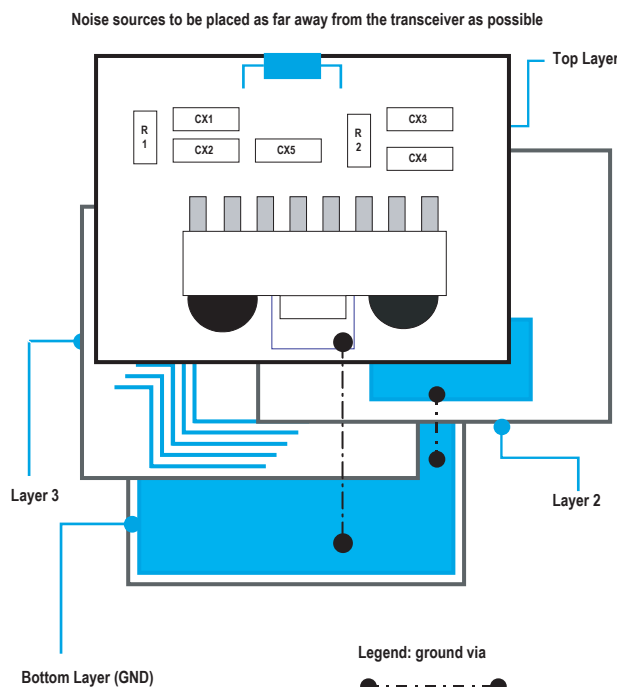 Noise sources to be placed as far away from the transceiver as possible
Top Layer
CX1
CX3
R
1
R
2
CX2
CX5
CX4
Layer 3
Layer 2
Legend: ground via
Bottom Layer (GND)